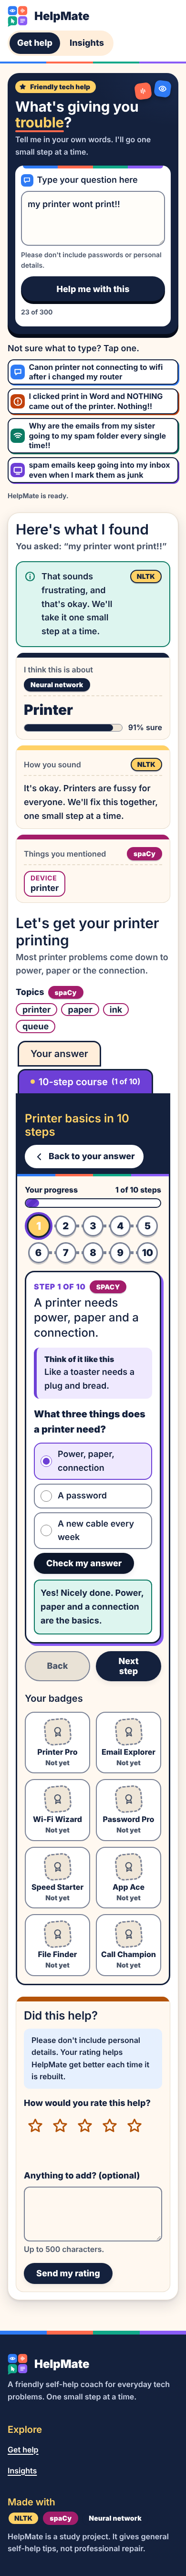 HelpMate
Get help
Insights
Friendly tech help
What's giving you
trouble?
Tell me in your own words. I'll go one
small step at a time.
Type your question here
my printer wont print!!
Please don't include passwords or personal
details.
Help me with this
23 of 300
Not sure what to type? Tap one.
Canon printer not connecting to wifi
after i changed my router
I clicked print in Word and NOTHING
came out of the printer. Nothing!!
Why are the emails from my sister
going to my spam folder every single
time!!
spam emails keep going into my inbox
even when I mark them as junk
HelpMate is ready.
Here's what I found
You asked: "my printer wont print!!"
That sounds
frustrating, and
that's okay. We'll
take it one small
step at a time.
NLTK
I think this is about
Neural network
Printer
91% sure
How you sound
NLTK
It's okay. Printers are fussy for
everyone. We'll fix this together,
one small step at a time.
Things you mentioned
spaCy
DEVICE
printer
Let's get your printer
printing
Most printer problems come down to
power, paper or the connection.
Topics
spaCy
printer
paper
ink
queue
Your answer
10-step course (1 of 10)
Printer basics in 10
steps
Back to your answer
Your progress
1 of 10 steps
1 2 3 4 5
6 7 8 9 10
STEP 1 OF 10
SPACY
A printer needs
power, paper and a
connection.
Think of it like this
Like a toaster needs a
plug and bread.
What three things does
a printer need?
Power, paper,
connection
A password
A new cable every
week
Check my answer
Yes! Nicely done. Power,
paper and a connection
are the basics.
Back
Next
step
Your badges
Printer Pro
Not yet
Email Explorer
Not yet
Wi-Fi Wizard
Not yet
Password Pro
Not yet
Speed Starter
Not yet
App Ace
Not yet
File Finder
Not yet
Call Champion
Not yet
Did this help?
Please don't include personal
details. Your rating helps
HelpMate get better each time it
is rebuilt.
How would you rate this help?
Anything to add? (optional)
Up to 500 characters.
Send my rating
HelpMate
A friendly self-help coach for everyday tech
problems. One small step at a time.
Explore
Get help
Insights
Made with
NLTK
spaCy
Neural network
HelpMate is a study project. It gives general
self-help tips, not professional repair.